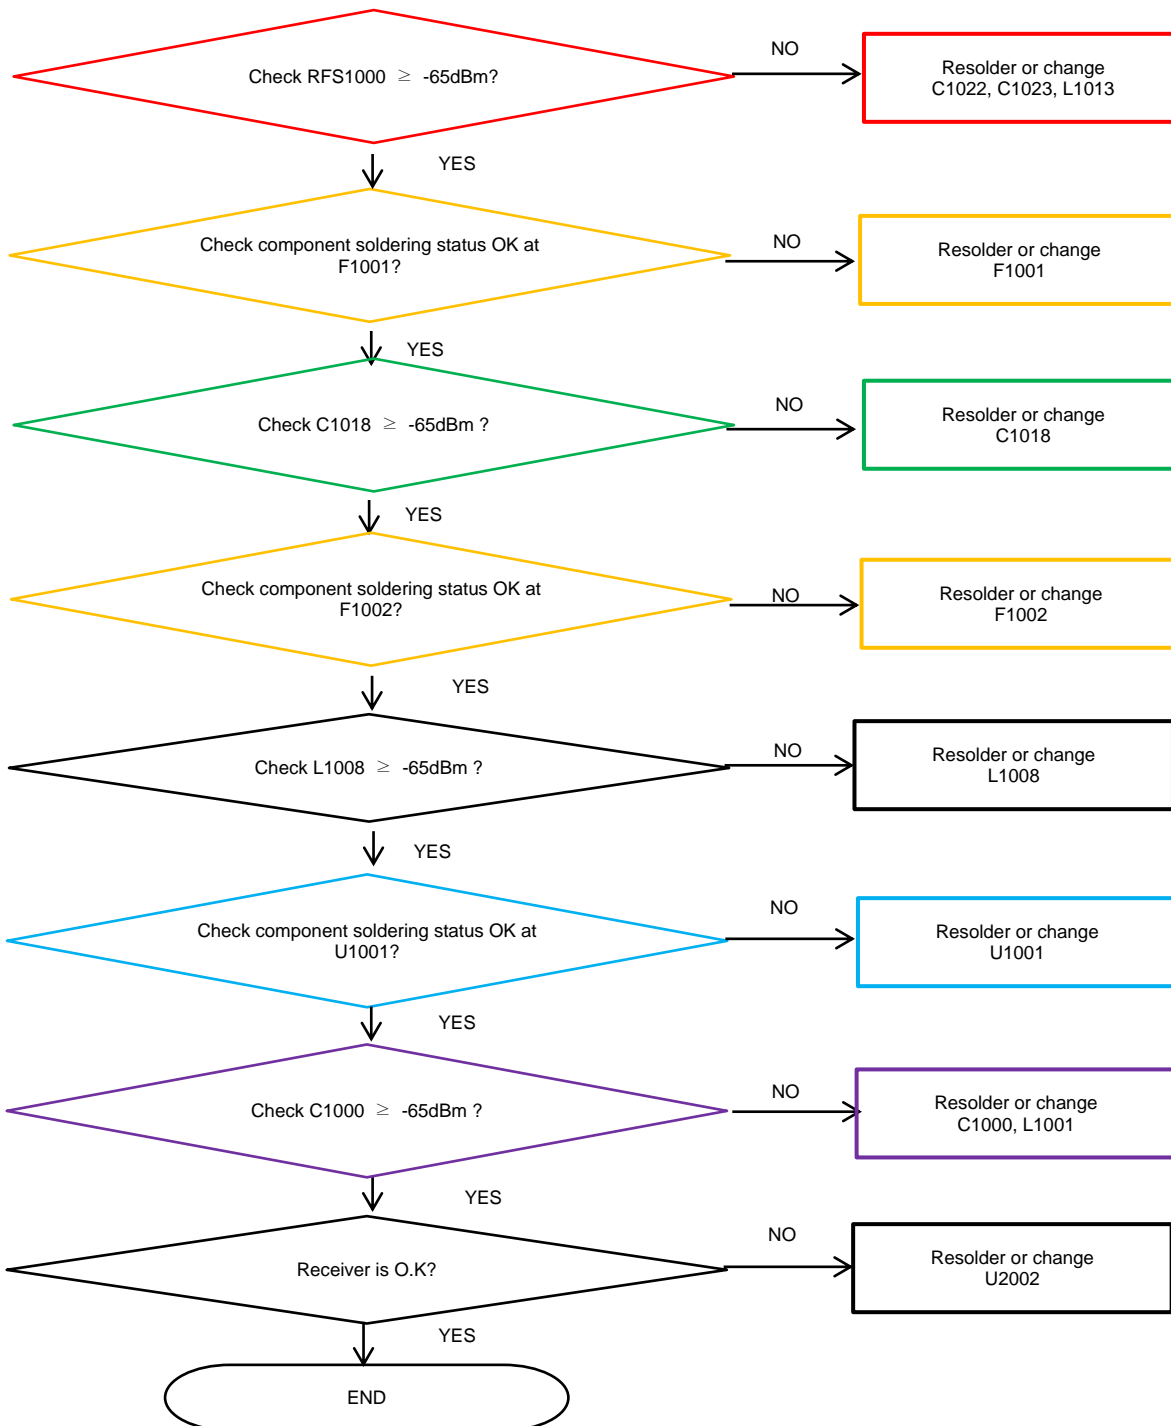 Check RFS1000 ≥ -65dBm?
NO
Resolder or change
C1022, C1023, L1013
YES
Check component soldering status OK at
F1001?
NO
Resolder or change
F1001
YES
Check C1018 ≥ -65dBm ?
NO
Resolder or change
C1018
YES
Check component soldering status OK at
F1002?
NO
Resolder or change
F1002
YES
Check L1008 ≥ -65dBm ?
NO
Resolder or change
L1008
YES
Check component soldering status OK at
U1001?
NO
Resolder or change
U1001
YES
Check C1000 ≥ -65dBm ?
NO
Resolder or change
C1000, L1001
YES
Receiver is O.K?
NO
Resolder or change
U2002
YES
END